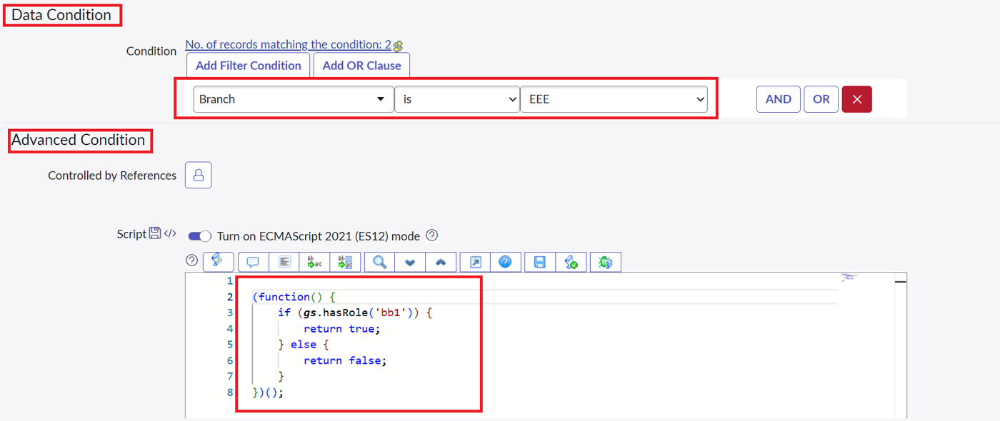 Data Condition
Condition
No. of records matching the condition: 2
Add Filter Condition
Add OR Clause
Branch
is
EEE
AND
OR
Advanced Condition
Controlled by References
Script </>
Turn on ECMAScript 2021 (ES12) mode ?
?
1
2 (function() {
3 if (gs.hasRole('bb1')) {
4 return true;
5 } else {
6 return false;
7 }
8 })();